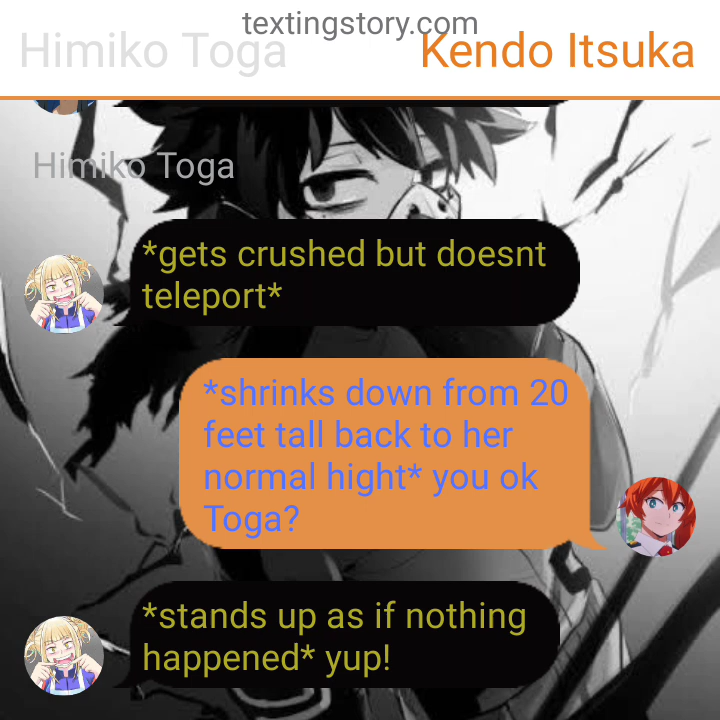 textingstory.com
Himiko Toga
Kendo Itsuka
Himiko Toga
*gets crushed but doesnt
teleport*
*shrinks down from 20
feet tall back to her
normal hight* you ok
Toga?
*stands up as if nothing
happened* yup!